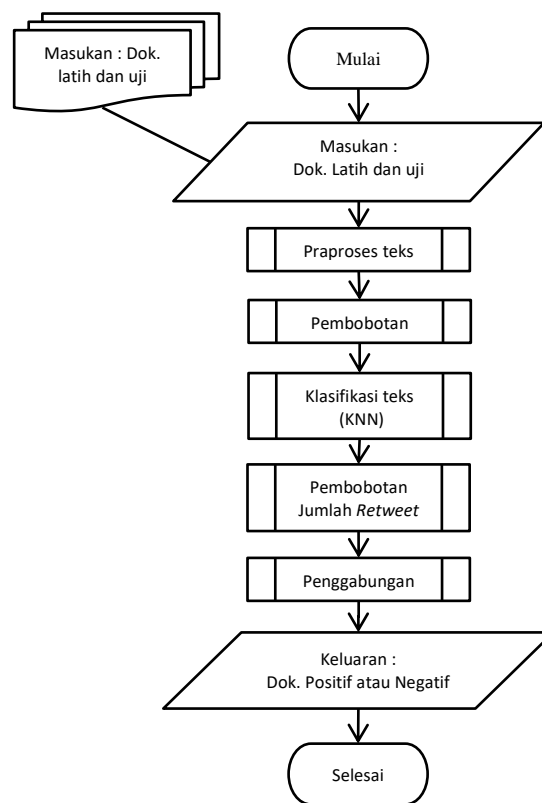 Masukan : Dok.
latih dan uji
Mulai
Masukan :
Dok. Latih dan uji
Praproses teks
Pembobotan
Klasifikasi teks
(KNN)
Pembobotan
Jumlah Retweet
Penggabungan
Keluaran :
Dok. Positif atau Negatif
Selesai